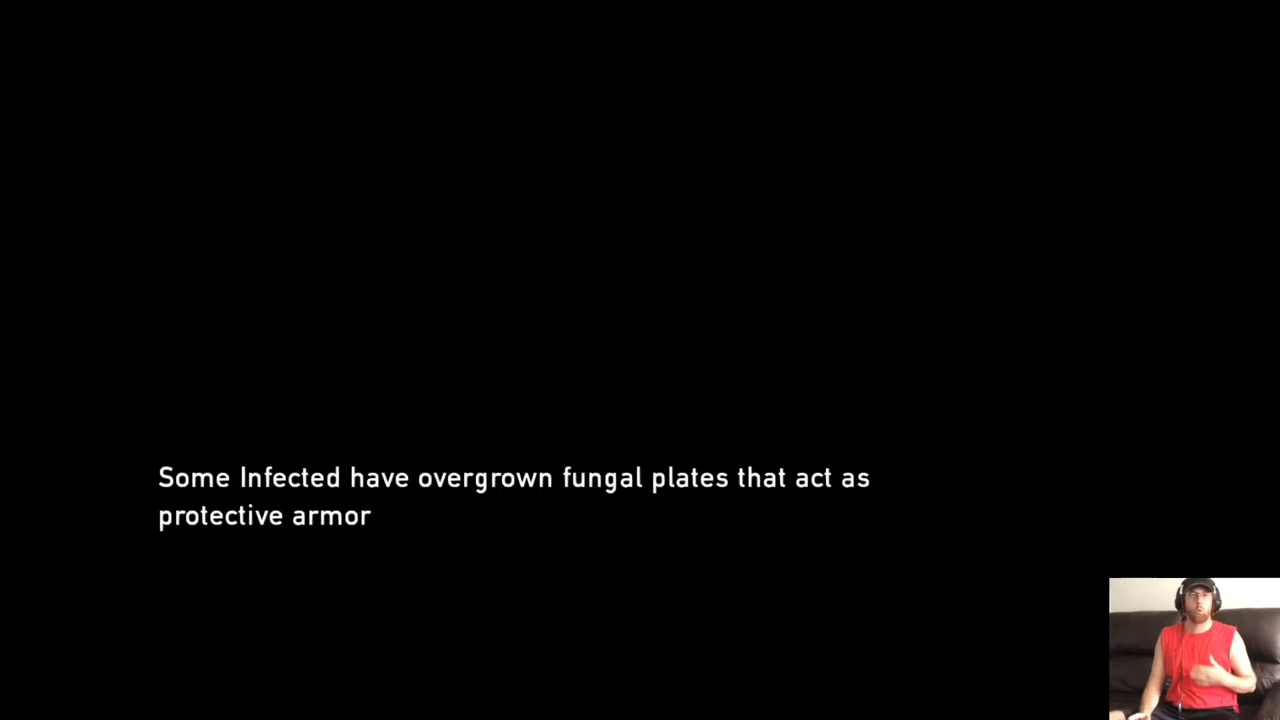 Some Infected have overgrown fungal plates that act as
protective armor